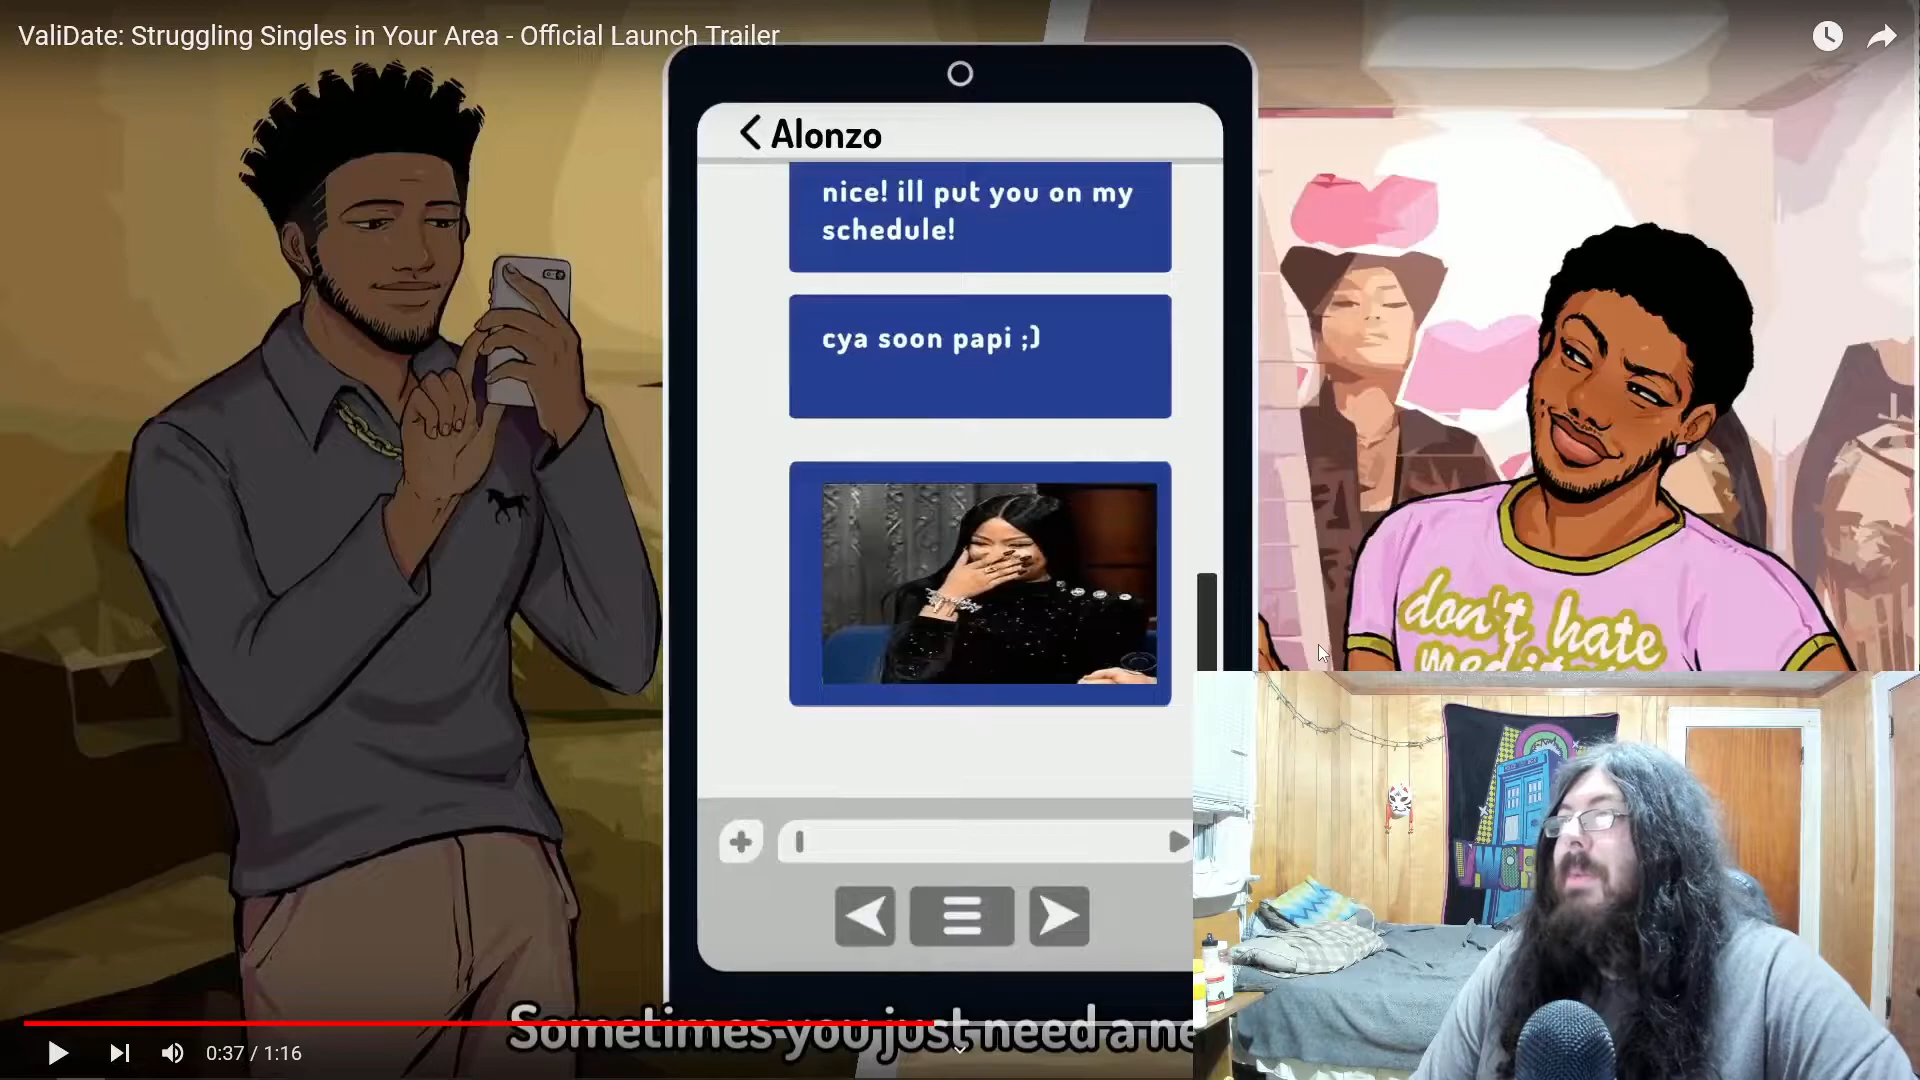 ValiDate: Struggling Singles in Your Area - Official Launch Trailer
Alonzo
nice! ill put you on my
schedule!
cya soon papi ;)
don't hate
Sometimes you just need a ne
0:37 / 1:16